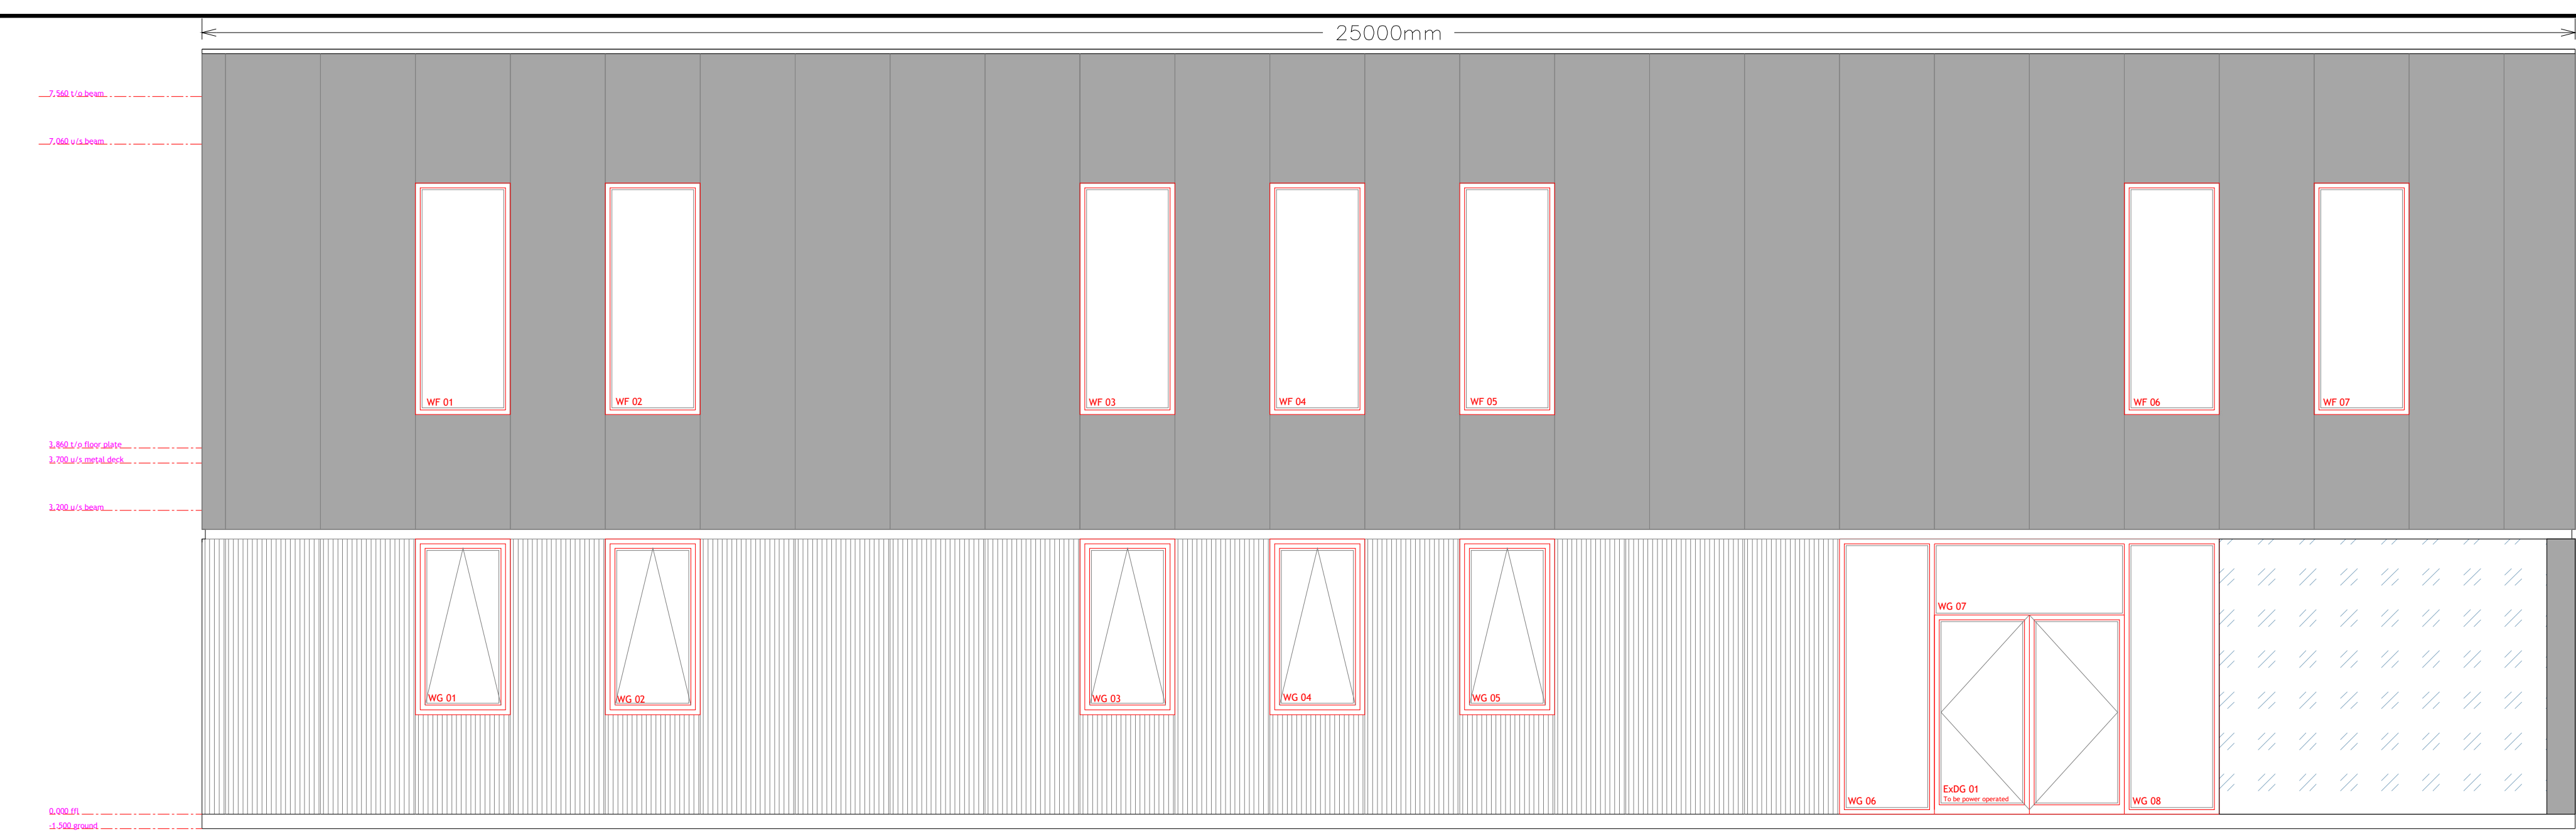 25000mm
7.560 t/o beam
7.060 u/s beam
WF 01
WF 02
WF 03
WF 04
WF 05
WF 06
WF 07
3.860 t/o floor plate
3.700 u/s metal deck
3.200 u/s beam
WG 07
WG 01
WG 02
WG 03
WG 04
WG 05
ExDG 01
To be power operated
WG 06
WG 08
0.000 ffl
-1.500 ground